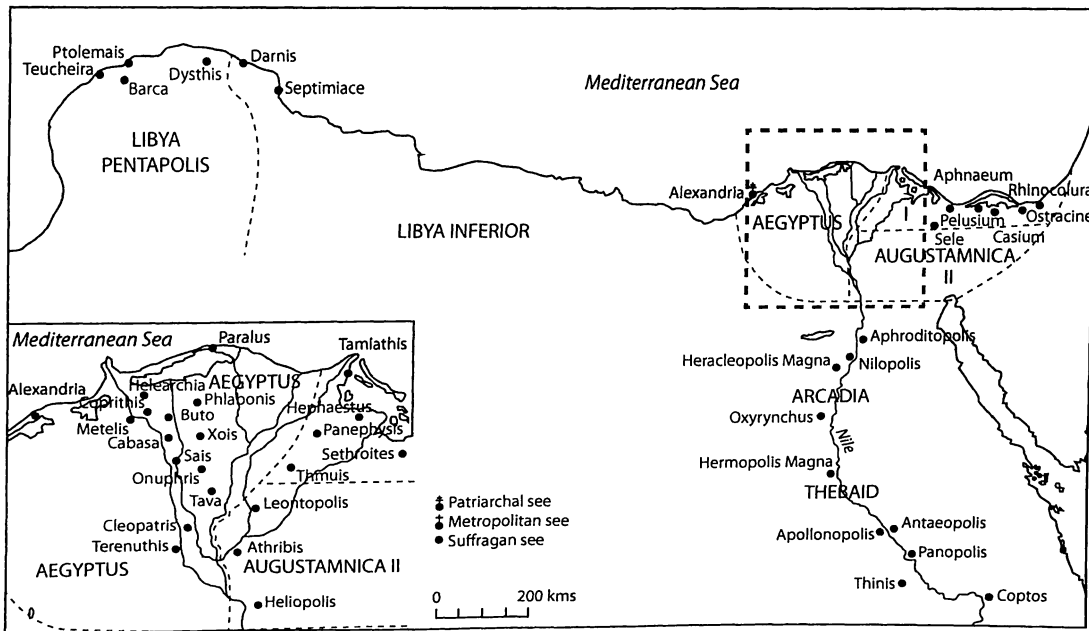 Ptolemais
Teucheira
Barca
Dysthis
Darnis
Septimiace
Mediterranean Sea
LIBYA
PENTAPOLIS
LIBYA INFERIOR
Alexandria
AEGYPTUS
I
Aphnaeum
Rhinocolura
Ostracine
Pelusium
Casium
Sele
AUGUSTAMNICA
II
Aphroditopolis
Heracleopolis Magna
Nilopolis
ARCADIA
Oxyrynchus
Nile
Hermopolis Magna
THEBAID
Apollonopolis
Antaeopolis
Panopolis
Thinis
Coptos
Mediterranean Sea
Paralus
Tamiathis
Alexandria
Helearchia
AEGYPTUS
Coprithis
Phlabonis
Buto
Hephaestus
Metelis
Cabasa
Xois
Panephysis
Sais
Sethroites
Onuphris
Thmuis
Tava
Leontopolis
Cleopatris
Terenuthis
Athribis
AEGYPTUS
AUGUSTAMNICA II
Heliopolis
Patriarchal see
Metropolitan see
Suffragan see
0 200 kms